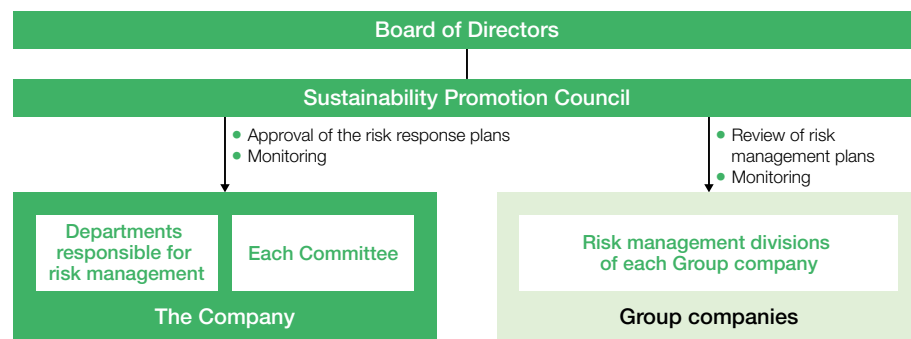 Board of Directors
Sustainability Promotion Council
• Approval of the risk response plans
• Monitoring
• Review of risk
management plans
• Monitoring
Departments
responsible for
risk management
Each Committee
The Company
Risk management divisions
of each Group company
Group companies